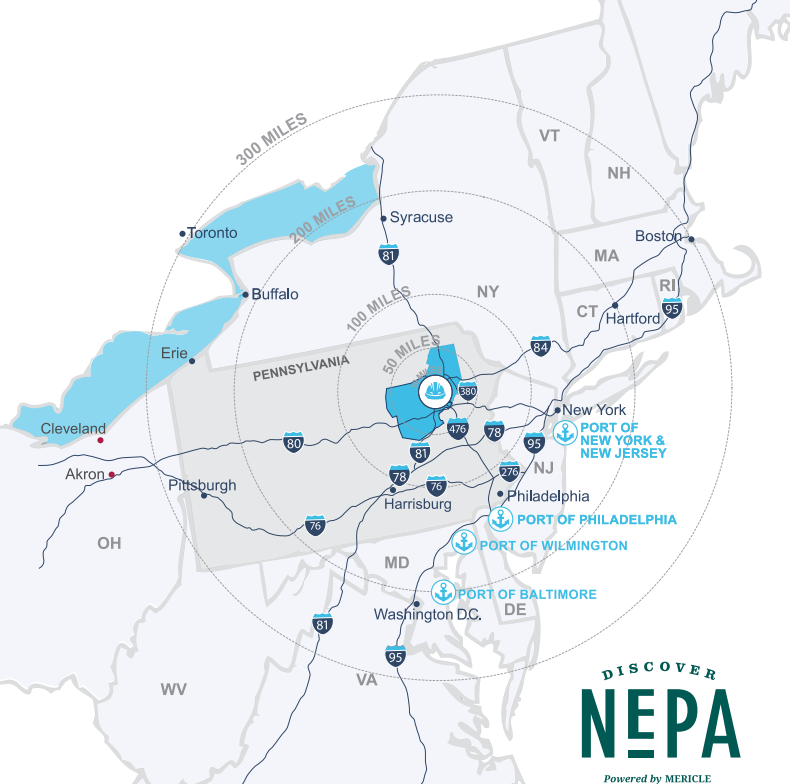 300 MILES
VT
NH
200 MILES
Toronto
Syracuse
Boston
81
MA
Buffalo
100 MILES
NY
RI
CT
95
Hartford
50 MILES
84
Erie
PENNSYLVANIA
380
New York
Cleveland
476
78
PORT OF
NEW YORK &
NEW JERSEY
80
95
81
Akron
78
276
NJ
Pittsburgh
76
Harrisburg
Philadelphia
76
PORT OF PHILADELPHIA
OH
PORT OF WILMINGTON
MD
PORT OF BALTIMORE
Washington D.C.
DE
81
95
WV
VA
DISCOVER
NEPA
Powered by MERICLE